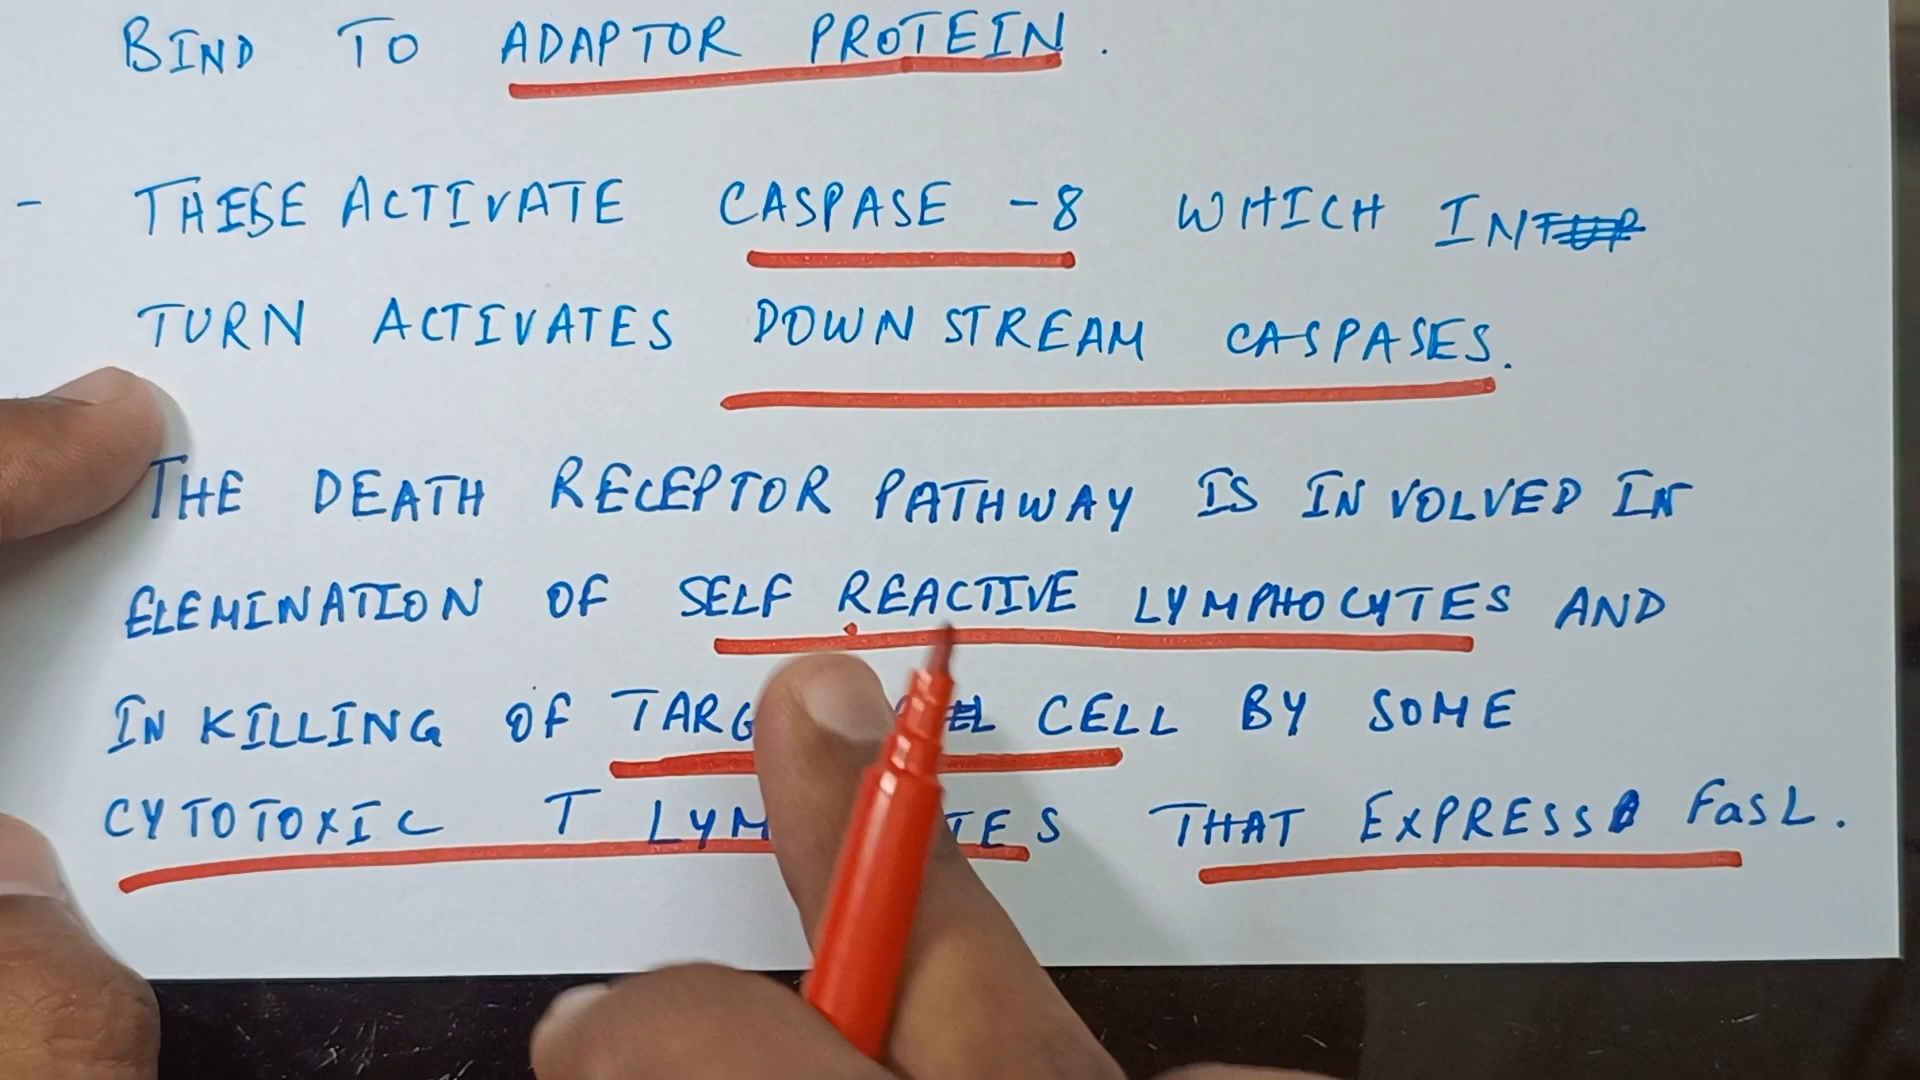 BIND TO ADAPTOR PROTEIN.
- THESE ACTIVATE CASPASE -8 WHICH IN
TURN ACTIVATES DOWN STREAM CASPASES.
THE DEATH RECEPTOR PATHWAY IS INVOLVED IN
ELEMINATION OF SELF REACTIVE LYMPHOCYTES AND
IN KILLING OF CELL BY SOME
CYTOTOXIC T THAT EXPRESS FasL.